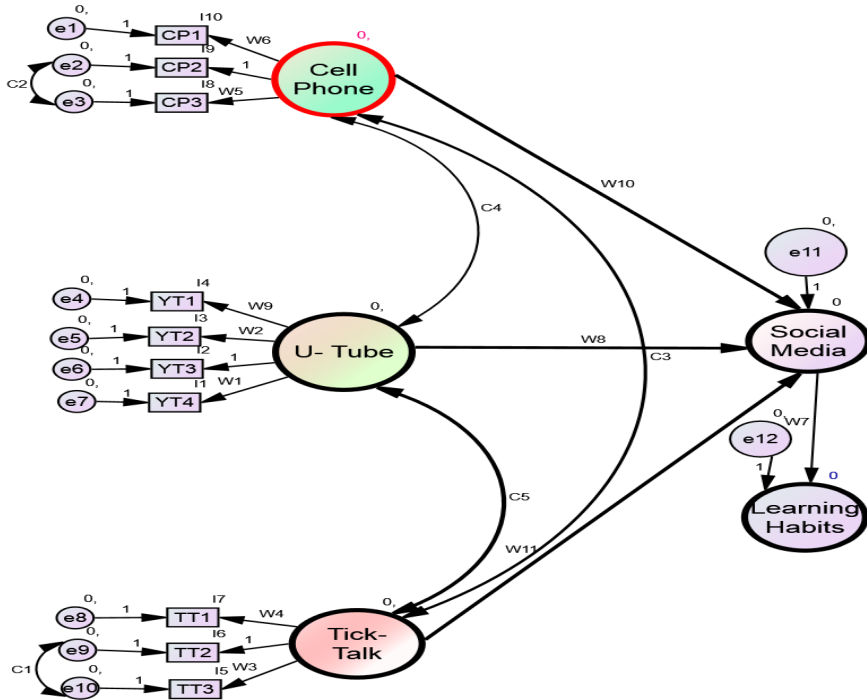 I10
0,
0,
e1
1
CP1
W6
I9
0,
e2
1
CP2
1
Cell
Phone
I8
C2
0,
e3
1
CP3
W5
W10
C4
0,
e11
1
0
Social
Media
0,
I4
e4
1
YT1
W9
0,
0,
I3
e5
1
YT2
W2
U- Tube
W8
0,
I2
e6
1
YT3
1
C3
0,
I1
e7
1
YT4
W1
0,
W7
e12
1
0
Learning
Habits
C5
W11
0,
I7
0,
e8
1
TT1
W4
0,
I6
e9
1
TT2
1
Tick-
Talk
C1
0,
I5
e10
1
TT3
W3